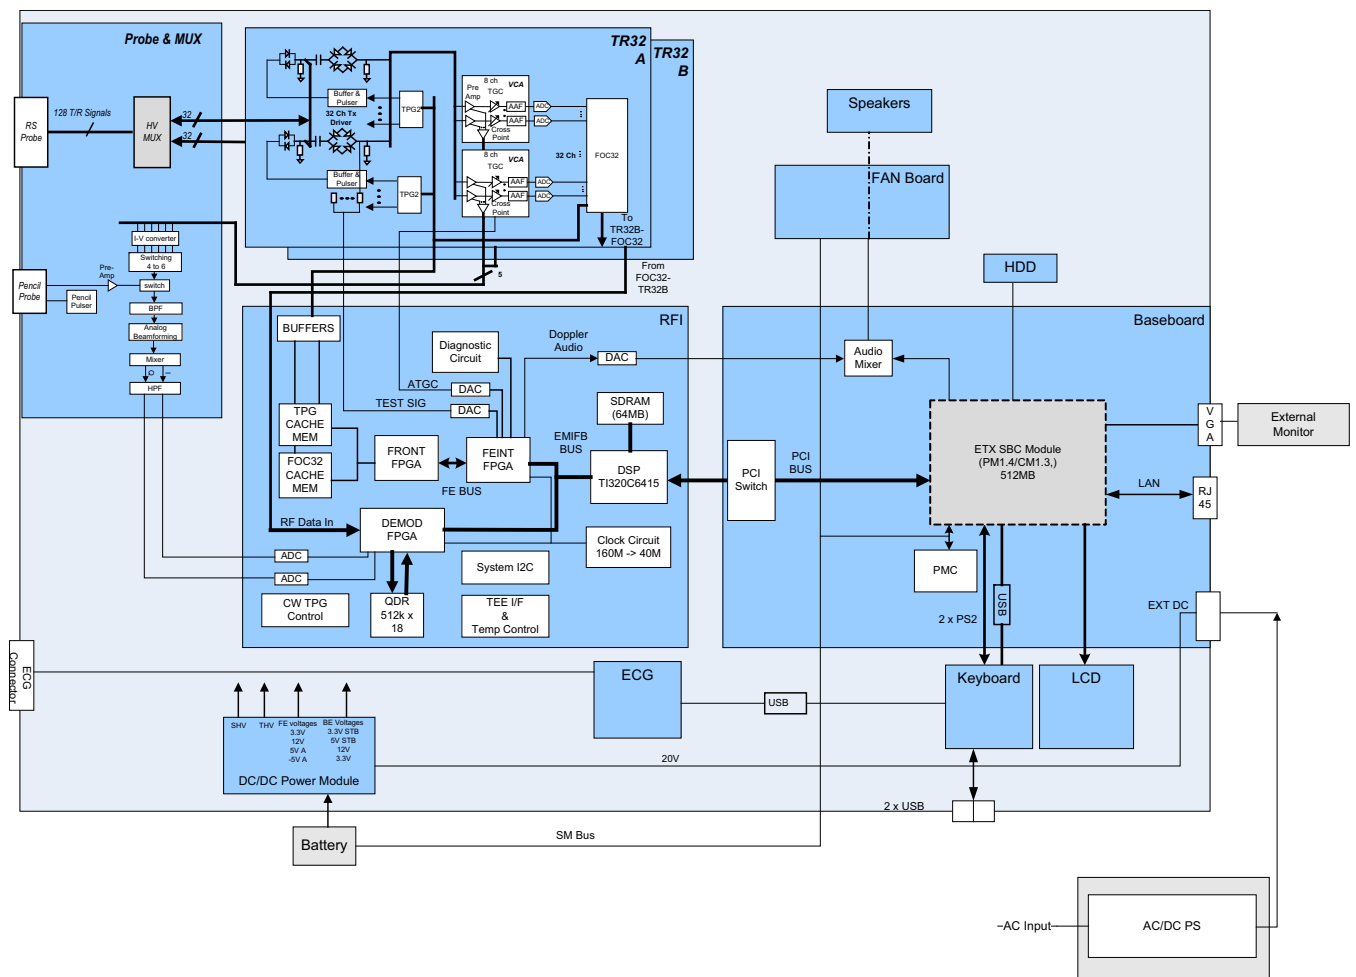 Probe & MUX
TR32
A
TR32
B
RS
Probe
128 T/R Signals
HV
MUX
32
32
Buffer &
Pulser
32 Ch Tx
Driver
TPG2
Buffer &
Pulser
TPG2
8 ch
VCA
Pre
Amp
TGC
AAF
ADC
AAF
ADC
Cross
Point
8 ch
VCA
TGC
AAF
ADC
AAF
ADC
Cross
Point
32 Ch
FOC32
To
TR32B-
FOC32
5
From
FOC32-
TR32B
I-V converter
Switching
4 to 6
Pre-
Amp
switch
Pencil
Probe
Pencil
Pulser
BPF
Analog
Beamforming
Mixer
Q
I
HPF
Speakers
FAN Board
HDD
RFI
BUFFERS
Diagnostic
Circuit
Doppler
Audio
DAC
ATGC
DAC
TEST SIG
DAC
SDRAM
(64MB)
TPG
CACHE
MEM
FOC32
CACHE
MEM
FRONT
FPGA
FEINT
FPGA
FE BUS
EMIFB
BUS
DSP
TI320C6415
RF Data In
DEMOD
FPGA
Clock Circuit
160M -> 40M
ADC
ADC
System I2C
CW TPG
Control
QDR
512k x
18
TEE I/F
&
Temp Control
Baseboard
Audio
Mixer
PCI
Switch
PCI
BUS
ETX SBC Module
(PM1.4/CM1.3,)
512MB
VGA
External
Monitor
LAN
RJ
45
PMC
USB
2 x PS2
EXT DC
ECG
Connector
ECG
USB
Keyboard
LCD
SHV
THV
FE voltages
3.3V
12V
5V A
-5V A
BE Voltages
3.3V STB
5V STB
12V
3.3V
DC/DC Power Module
20V
2 x USB
Battery
SM Bus
AC Input
AC/DC PS